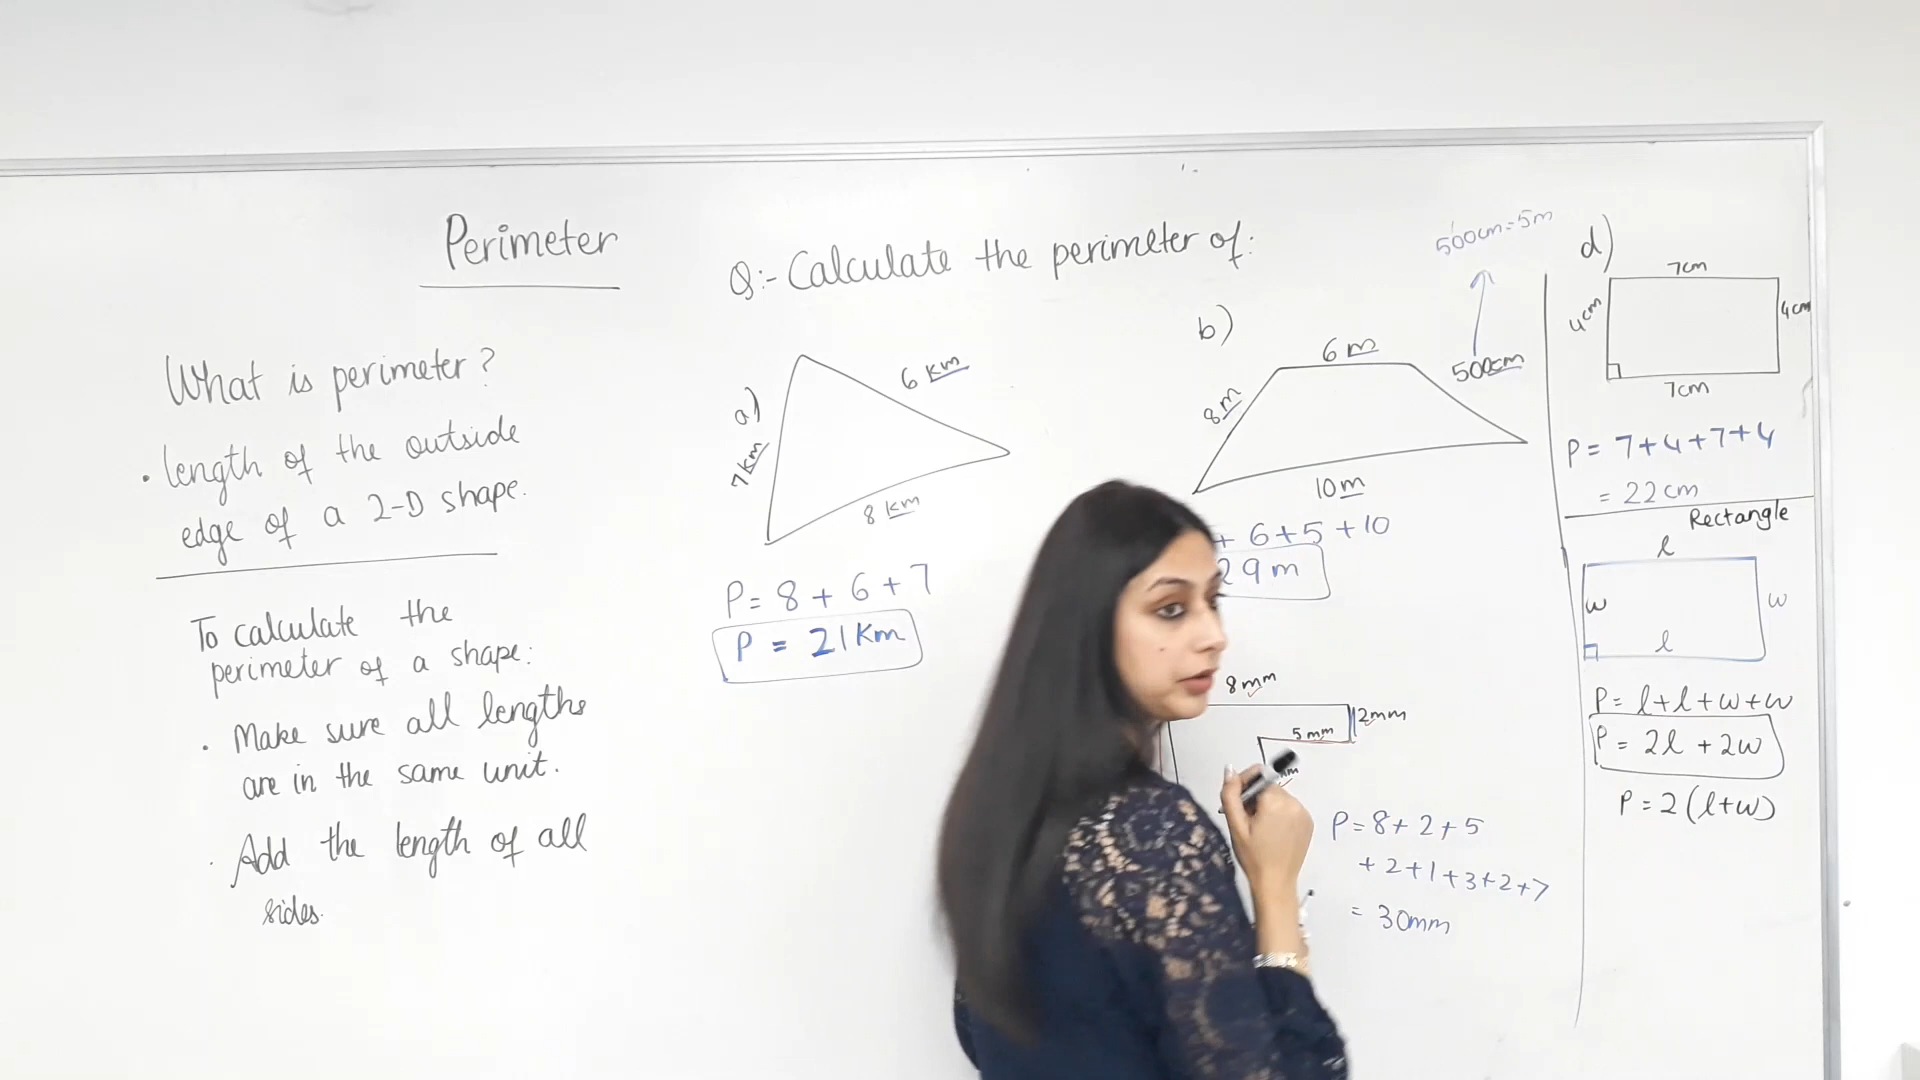 Perimeter
What is perimeter?
• length of the outside
edge of a 2-D shape.
To calculate the
perimeter of a shape:
• Make sure all lengths
are in the same unit.
• Add the length of all
sides.
Q:- Calculate the perimeter of:
a)
6 km
7 km
8 km
P = 8 + 6 + 7
P = 21 Km
b)
500cm = 5m
6 m
500cm
8m
10m
+ 6 + 5 + 10
29 m
8mm
2mm
5mm
P = 8 + 2 + 5
+ 2 + 1 + 3 + 2 + 7
= 30mm
d)
7cm
4cm
4cm
7cm
P = 7 + 4 + 7 + 4
= 22 cm
Rectangle
l
w
w
l
P = l + l + w + w
P = 2l + 2w
P = 2 (l + w)